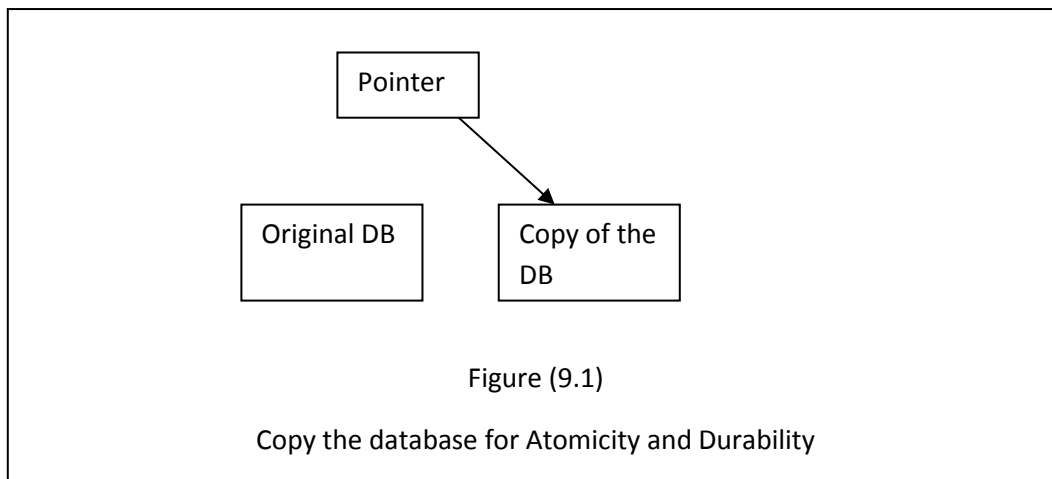 Pointer
Original DB
Copy of the
DB
Figure (9.1)
Copy the database for Atomicity and Durability